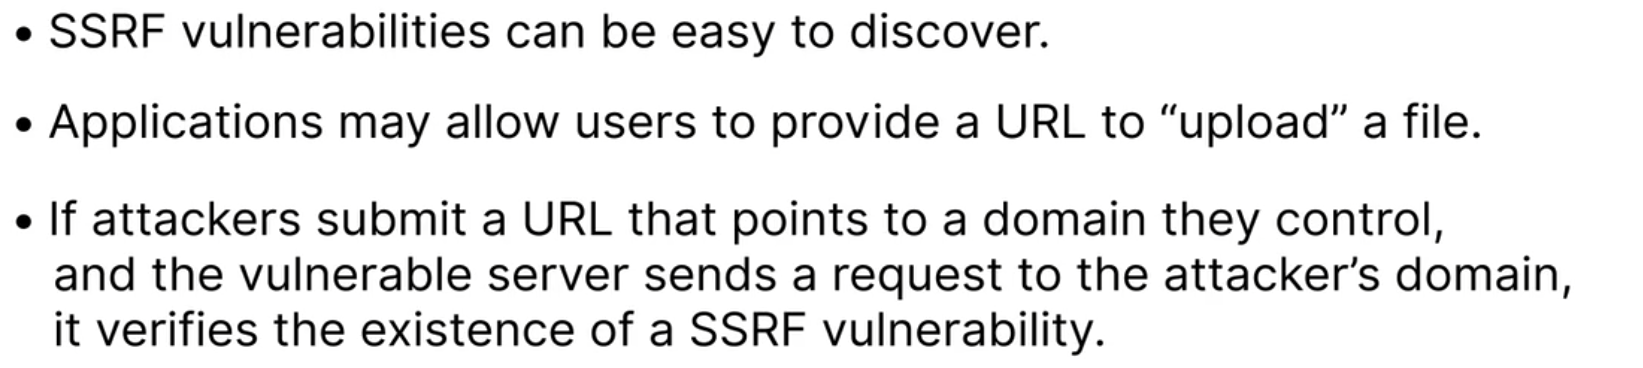 • SSRF vulnerabilities can be easy to discover.
• Applications may allow users to provide a URL to “upload” a file.
• If attackers submit a URL that points to a domain they control,
and the vulnerable server sends a request to the attacker’s domain,
it verifies the existence of a SSRF vulnerability.